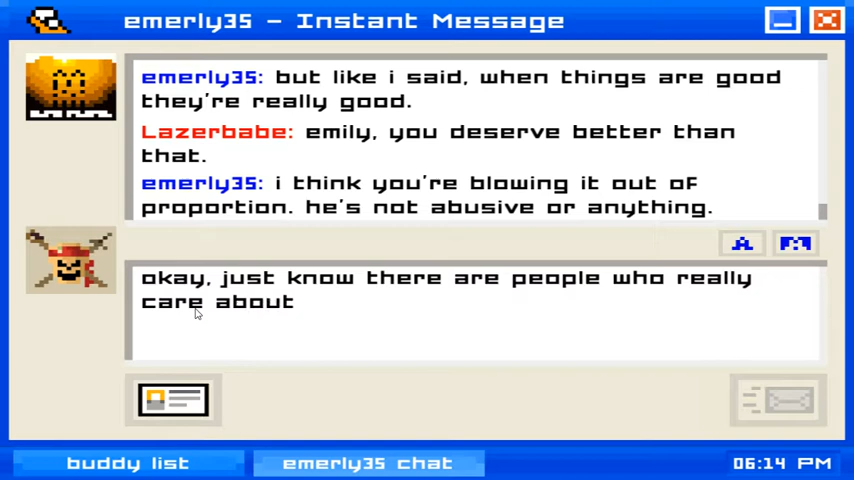 emerly35 - Instant Message
emerly35: but like i said, when things are good
they're really good.
Lazerbabe: emily, you deserve better than
that.
emerly35: i think you're blowing it out of
proportion. he's not abusive or anything.
A
okay, just know there are people who really
care about
buddy list
emerly35 chat
06:14 PM